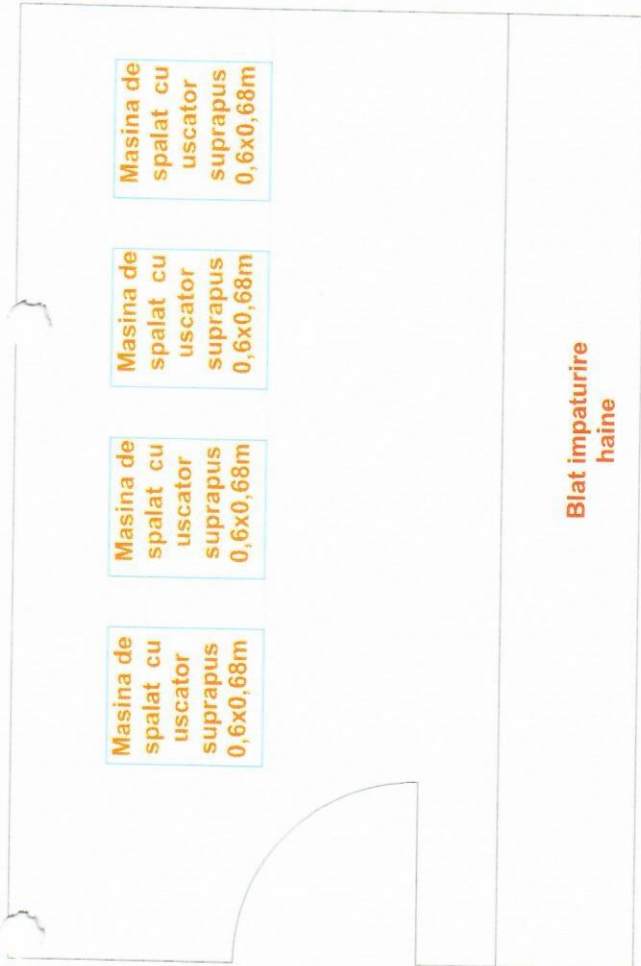 Masina de
spalat cu
uscator
suprapus
0,6x0,68m
Masina de
spalat cu
uscator
suprapus
0,6x0,68m
Masina de
spalat cu
uscator
suprapus
0,6x0,68m
Masina de
spalat cu
uscator
suprapus
0,6x0,68m
Blat impaturire
haine